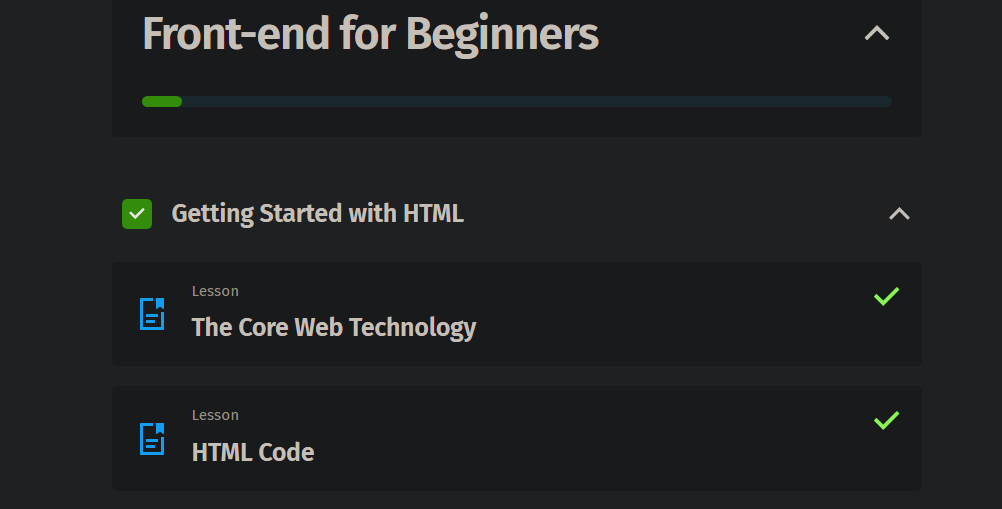 Front-end for Beginners
Getting Started with HTML
Lesson
The Core Web Technology
Lesson
HTML Code